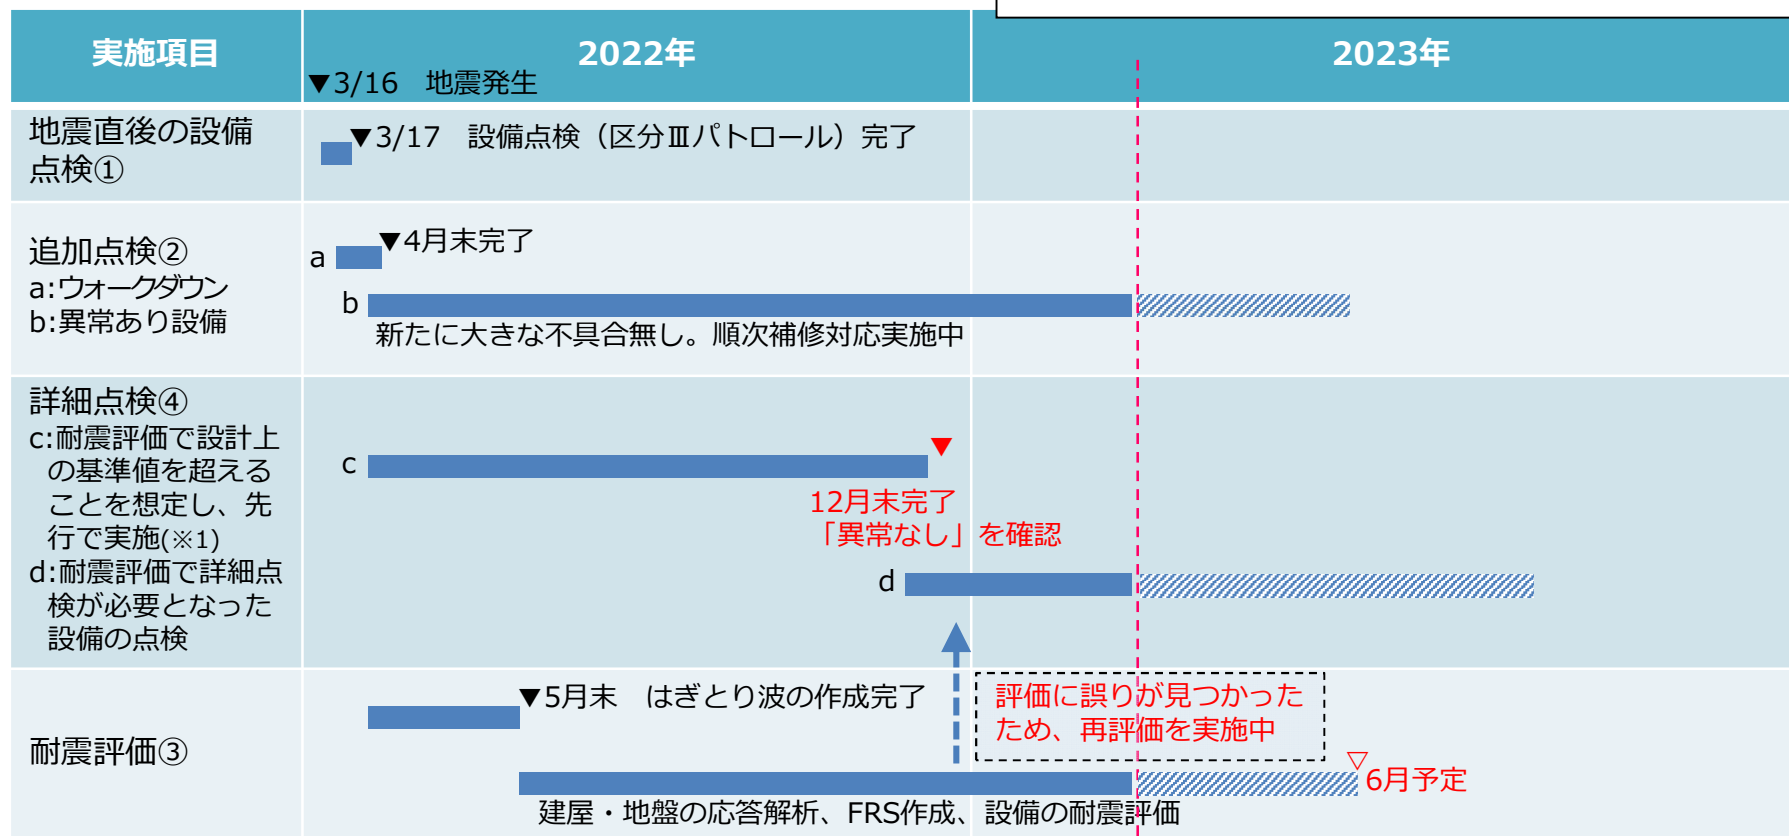 実施項目
2022年
2023年
▼3/16　地震発生
地震直後の設備
点検①
▼3/17　設備点検（区分Ⅲパトロール）完了
追加点検②
a:ウォークダウン
b:異常あり設備
a
▼4月末完了
b
新たに大きな不具合無し。順次補修対応実施中
詳細点検④
c:耐震評価で設計上
の基準値を超える
ことを想定し、先
行で実施(※1)
d:耐震評価で詳細点
検が必要となった
設備の点検
c
▼
12月末完了
「異常なし」を確認
d
耐震評価③
▼5月末　はぎとり波の作成完了
評価に誤りが見つかった
ため、再評価を実施中
▽
6月予定
建屋・地盤の応答解析、FRS作成、設備の耐震評価